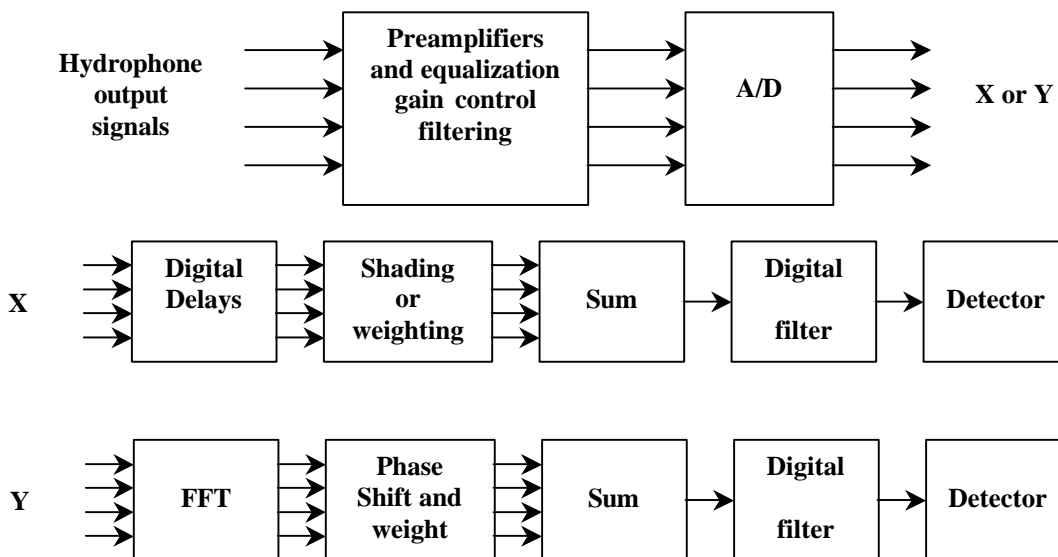 Hydrophone
output
signals
Preamplifiers
and equalization
gain control
filtering
A/D
X or Y
X
Digital
Delays
Shading
or
weighting
Sum
Digital
filter
Detector
Y
FFT
Phase
Shift and
weight
Sum
Digital
filter
Detector